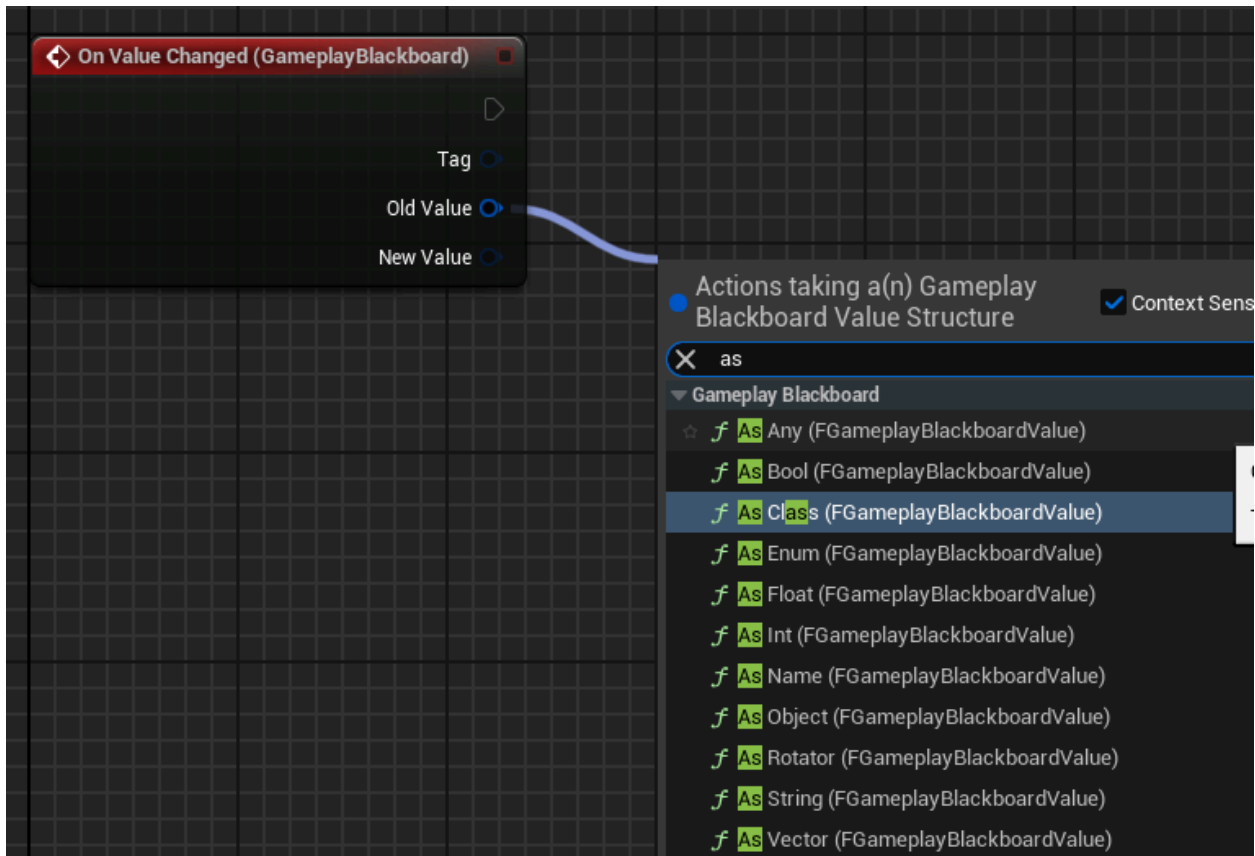 On Value Changed (GameplayBlackboard)
Tag
Old Value
New Value
Actions taking a(n) Gameplay
Blackboard Value Structure
Context Sens
as
Gameplay Blackboard
As Any (FGameplayBlackboardValue)
As Bool (FGameplayBlackboardValue)
As Class (FGameplayBlackboardValue)
As Enum (FGameplayBlackboardValue)
As Float (FGameplayBlackboardValue)
As Int (FGameplayBlackboardValue)
As Name (FGameplayBlackboardValue)
As Object (FGameplayBlackboardValue)
As Rotator (FGameplayBlackboardValue)
As String (FGameplayBlackboardValue)
As Vector (FGameplayBlackboardValue)